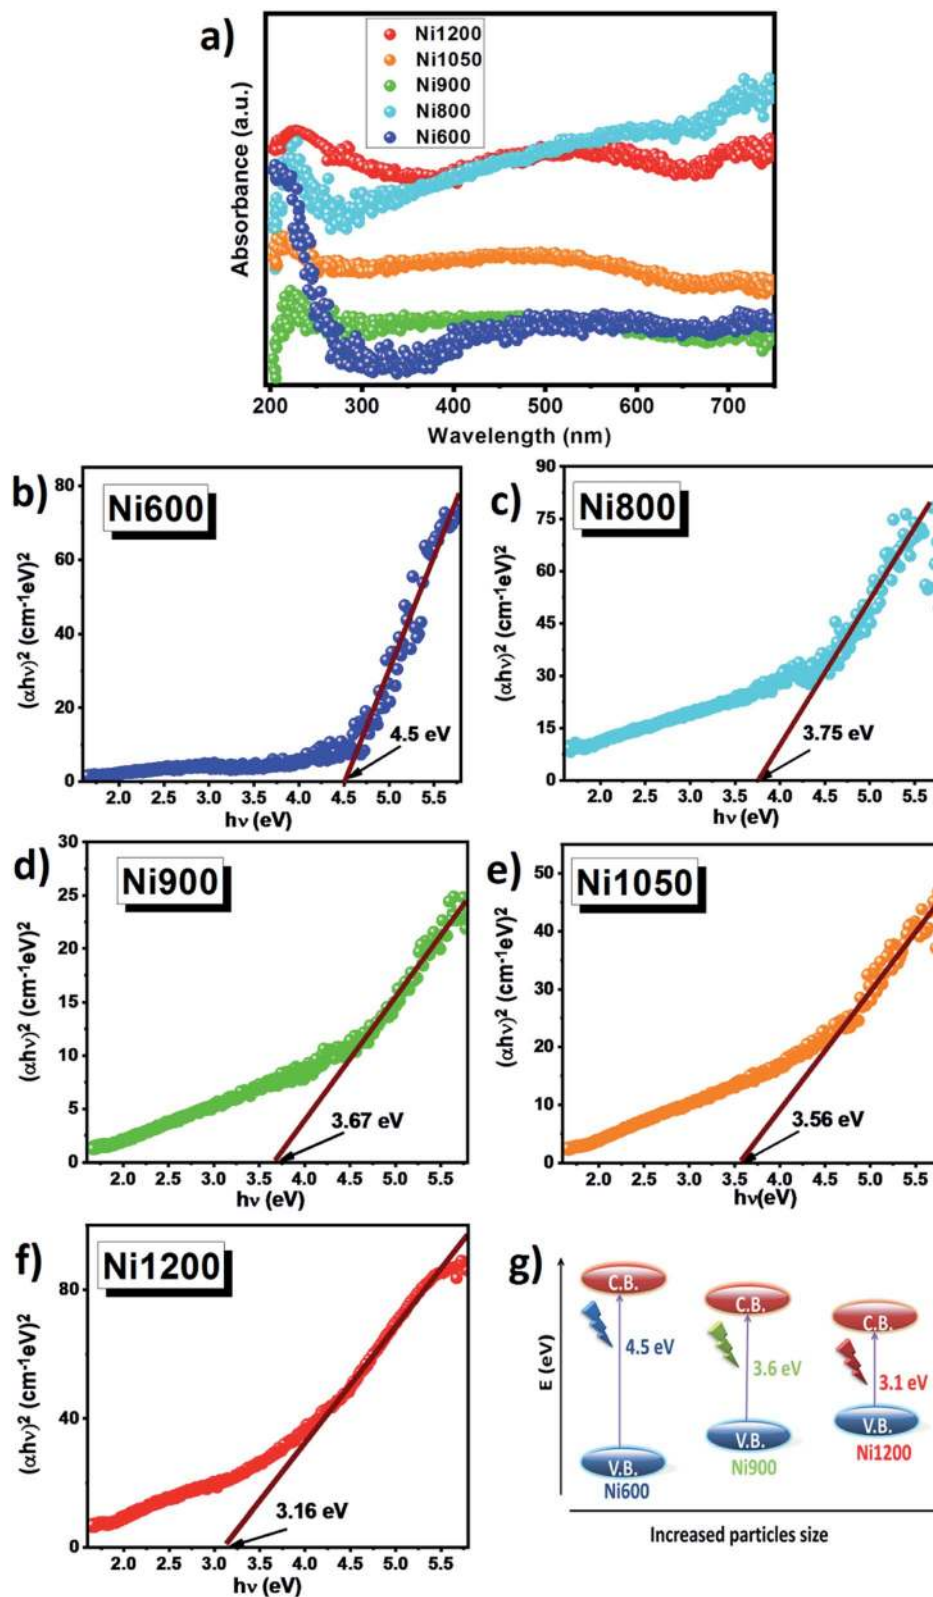 a)
Ni1200
Ni1050
Ni900
Ni800
Ni600
Absorbance (a.u.)
200 300 400 500 600 700
Wavelength (nm)
b)
Ni600
80
60
40
20
0
(αhν)² (cm⁻¹eV)²
4.5 eV
2.0 2.5 3.0 3.5 4.0 4.5 5.0 5.5
hν (eV)
c)
Ni800
90
75
60
45
30
15
0
(αhν)² (cm⁻¹eV)²
3.75 eV
2.0 2.5 3.0 3.5 4.0 4.5 5.0 5.5
hν (eV)
d)
Ni900
30
25
20
15
10
5
0
(αhν)² (cm⁻¹eV)²
3.67 eV
2.0 2.5 3.0 3.5 4.0 4.5 5.0 5.5
hν (eV)
e)
Ni1050
50
40
30
20
10
0
(αhν)² (cm⁻¹eV)²
3.56 eV
2.0 2.5 3.0 3.5 4.0 4.5 5.0 5.5
hν(eV)
f)
Ni1200
80
40
0
(αhν)² (cm⁻¹eV)²
3.16 eV
2.0 2.5 3.0 3.5 4.0 4.5 5.0 5.5
hν (eV)
g)
E (eV)
C.B.
4.5 eV
V.B.
Ni600
C.B.
3.6 eV
V.B.
Ni900
C.B.
3.1 eV
V.B.
Ni1200
Increased particles size